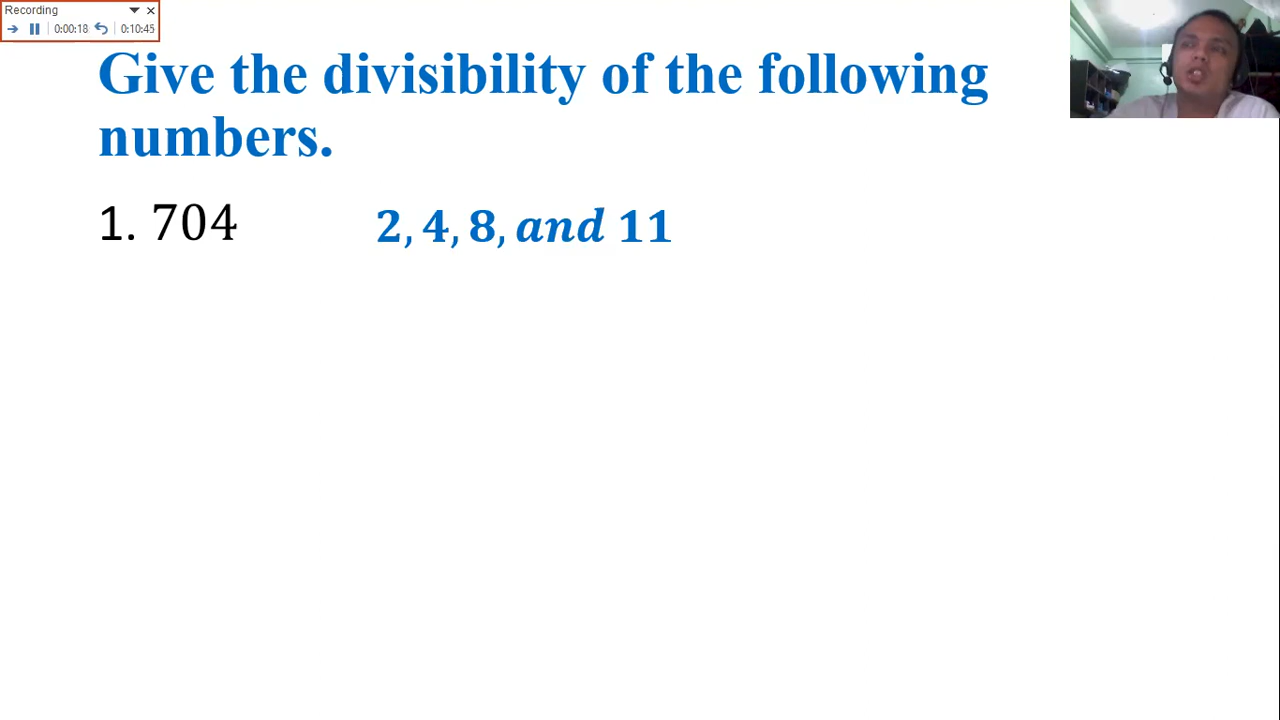 Recording
0:00:18 0:10:45
Give the divisibility of the following
numbers.
1. 704 2, 4, 8, and 11